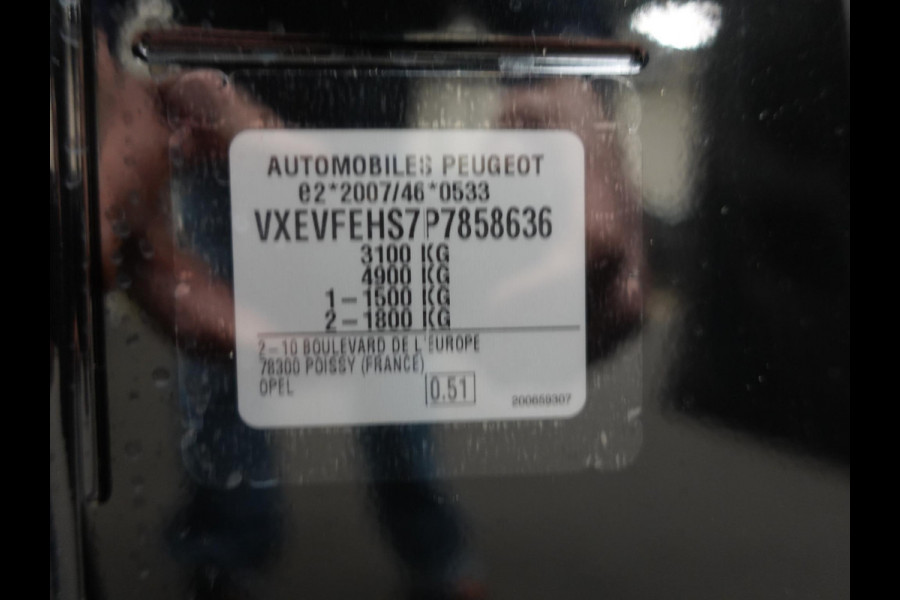 AUTOMOBILES PEUGEOT
e2*2007/46*0533
VXEVFEHS7P7858636
3100 KG
4900 KG
1-1500 KG
2-1800 KG
2-10 BOULEVARD DE L'EUROPE
78300 POISSY (FRANCE)
OPEL
0.51
200659307